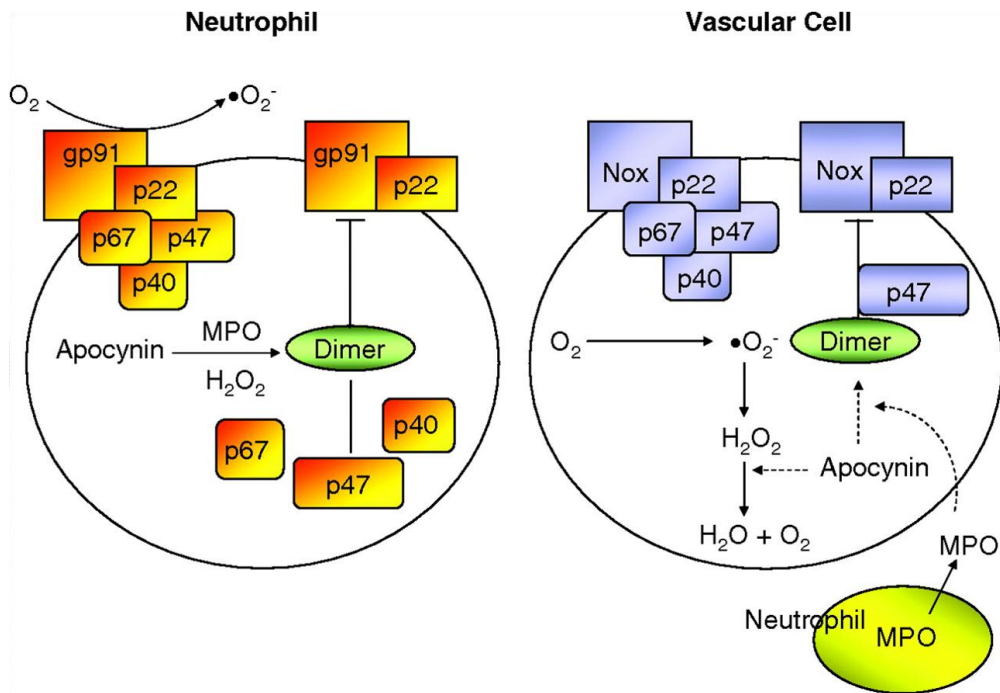 Neutrophil
O₂
•O₂⁻
gp91
p22
p67
p47
p40
gp91
p22
Apocynin
MPO
H₂O₂
Dimer
p67
p40
p47
Vascular Cell
Nox
p22
p67
p47
p40
Nox
p22
p47
Dimer
O₂
•O₂⁻
H₂O₂
Apocynin
H₂O + O₂
MPO
Neutrophil
MPO